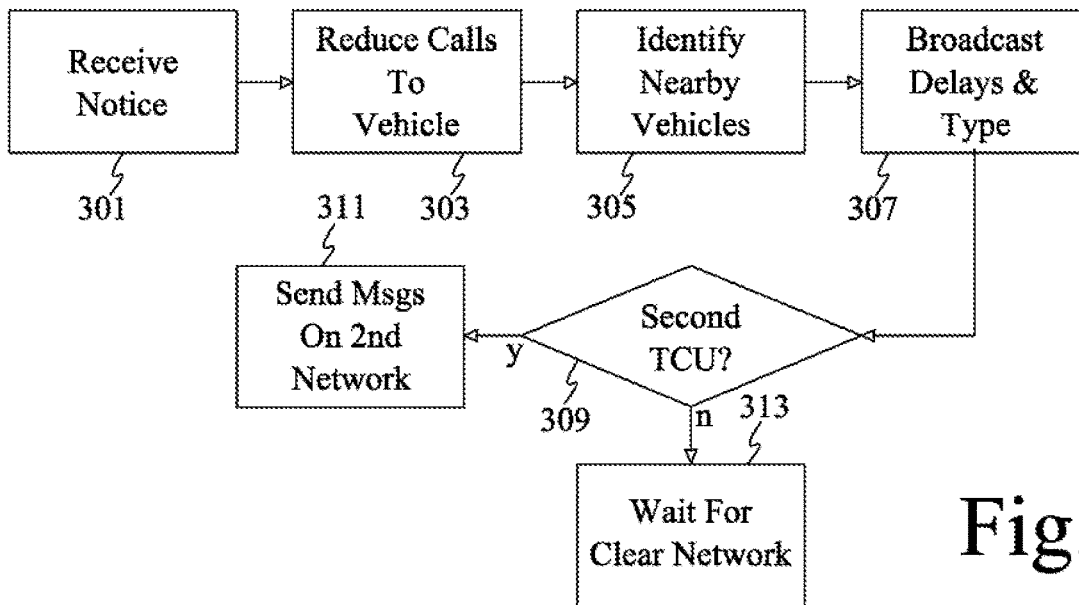 Receive
Notice
301
Reduce Calls
To
Vehicle
303
Identify
Nearby
Vehicles
305
Broadcast
Delays &
Type
307
Second
TCU?
309
y
n
311
Send Msgs
On 2nd
Network
313
Wait For
Clear Network
Fig.